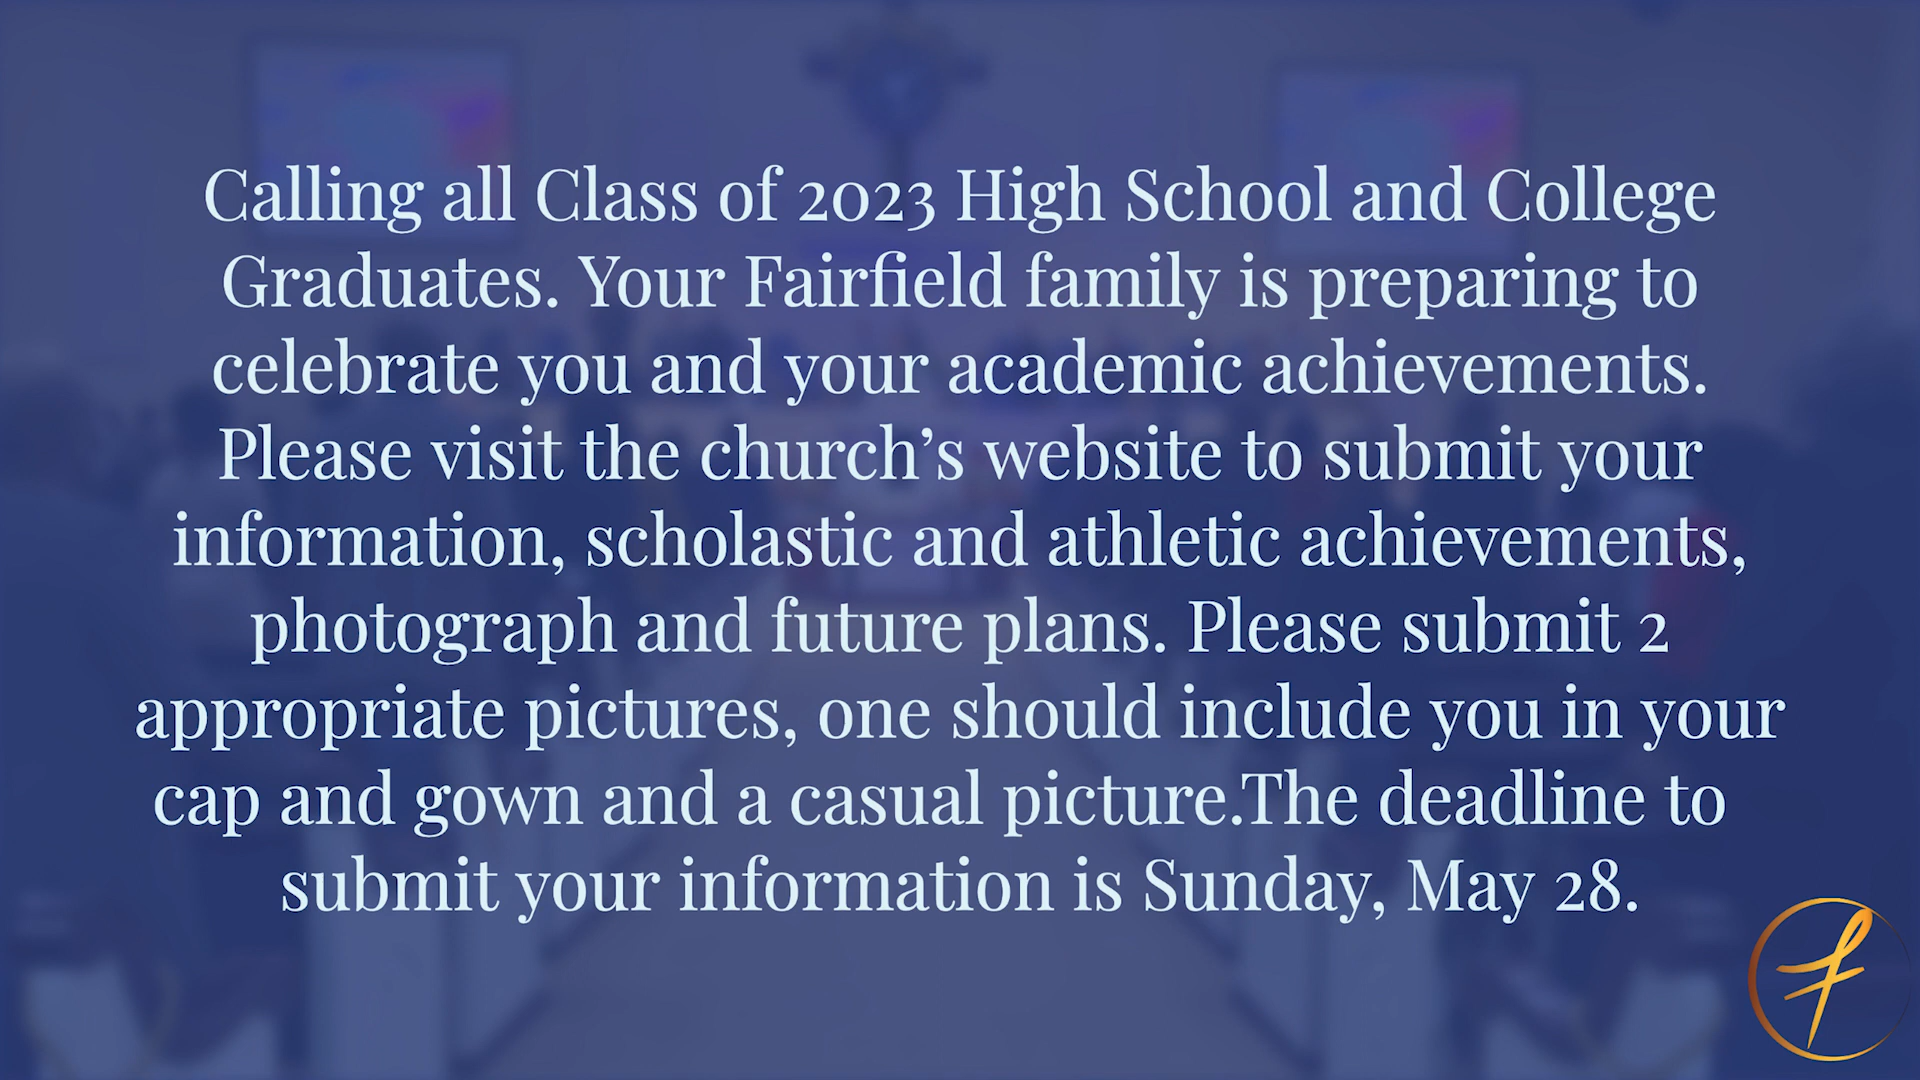 Calling all Class of 2023 High School and College
Graduates. Your Fairfield family is preparing to
celebrate you and your academic achievements.
Please visit the church’s website to submit your
information, scholastic and athletic achievements,
photograph and future plans. Please submit 2
appropriate pictures, one should include you in your
cap and gown and a casual picture.The deadline to
submit your information is Sunday, May 28.